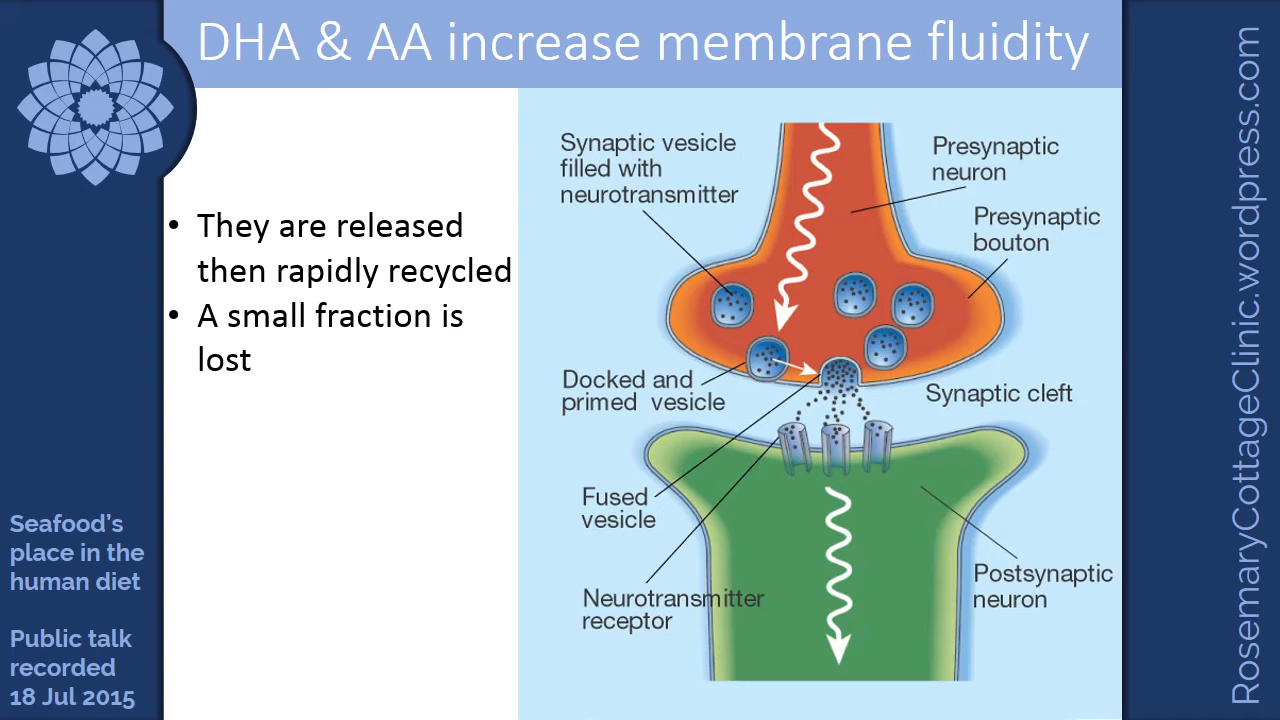 DHA & AA increase membrane fluidity
• They are released
then rapidly recycled
• A small fraction is
lost
Synaptic vesicle
filled with
neurotransmitter
Presynaptic
neuron
Presynaptic
bouton
Docked and
primed vesicle
Synaptic cleft
Fused
vesicle
Neurotransmitter
receptor
Postsynaptic
neuron
Seafood's
place in the
human diet
Public talk
recorded
18 Jul 2015
RosemaryCottageClinic.wordpress.com